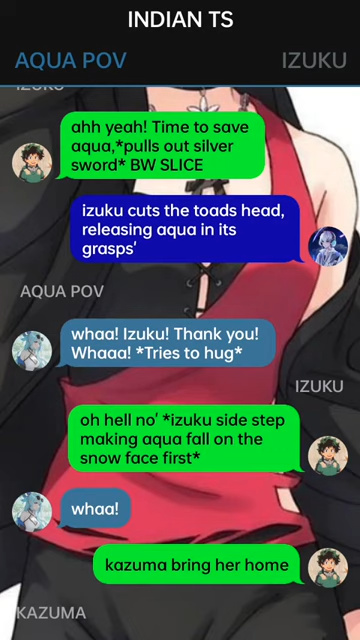 INDIAN TS
AQUA POV
IZUKU
IZUKU
ahh yeah! Time to save
aqua,*pulls out silver
sword* BW SLICE
izuku cuts the toads head,
releasing aqua in its
grasps'
AQUA POV
whaa! Izuku! Thank you!
Whaaa! *Tries to hug*
IZUKU
oh hell no' *izuku side step
making aqua fall on the
snow face first*
whaa!
kazuma bring her home
KAZUMA